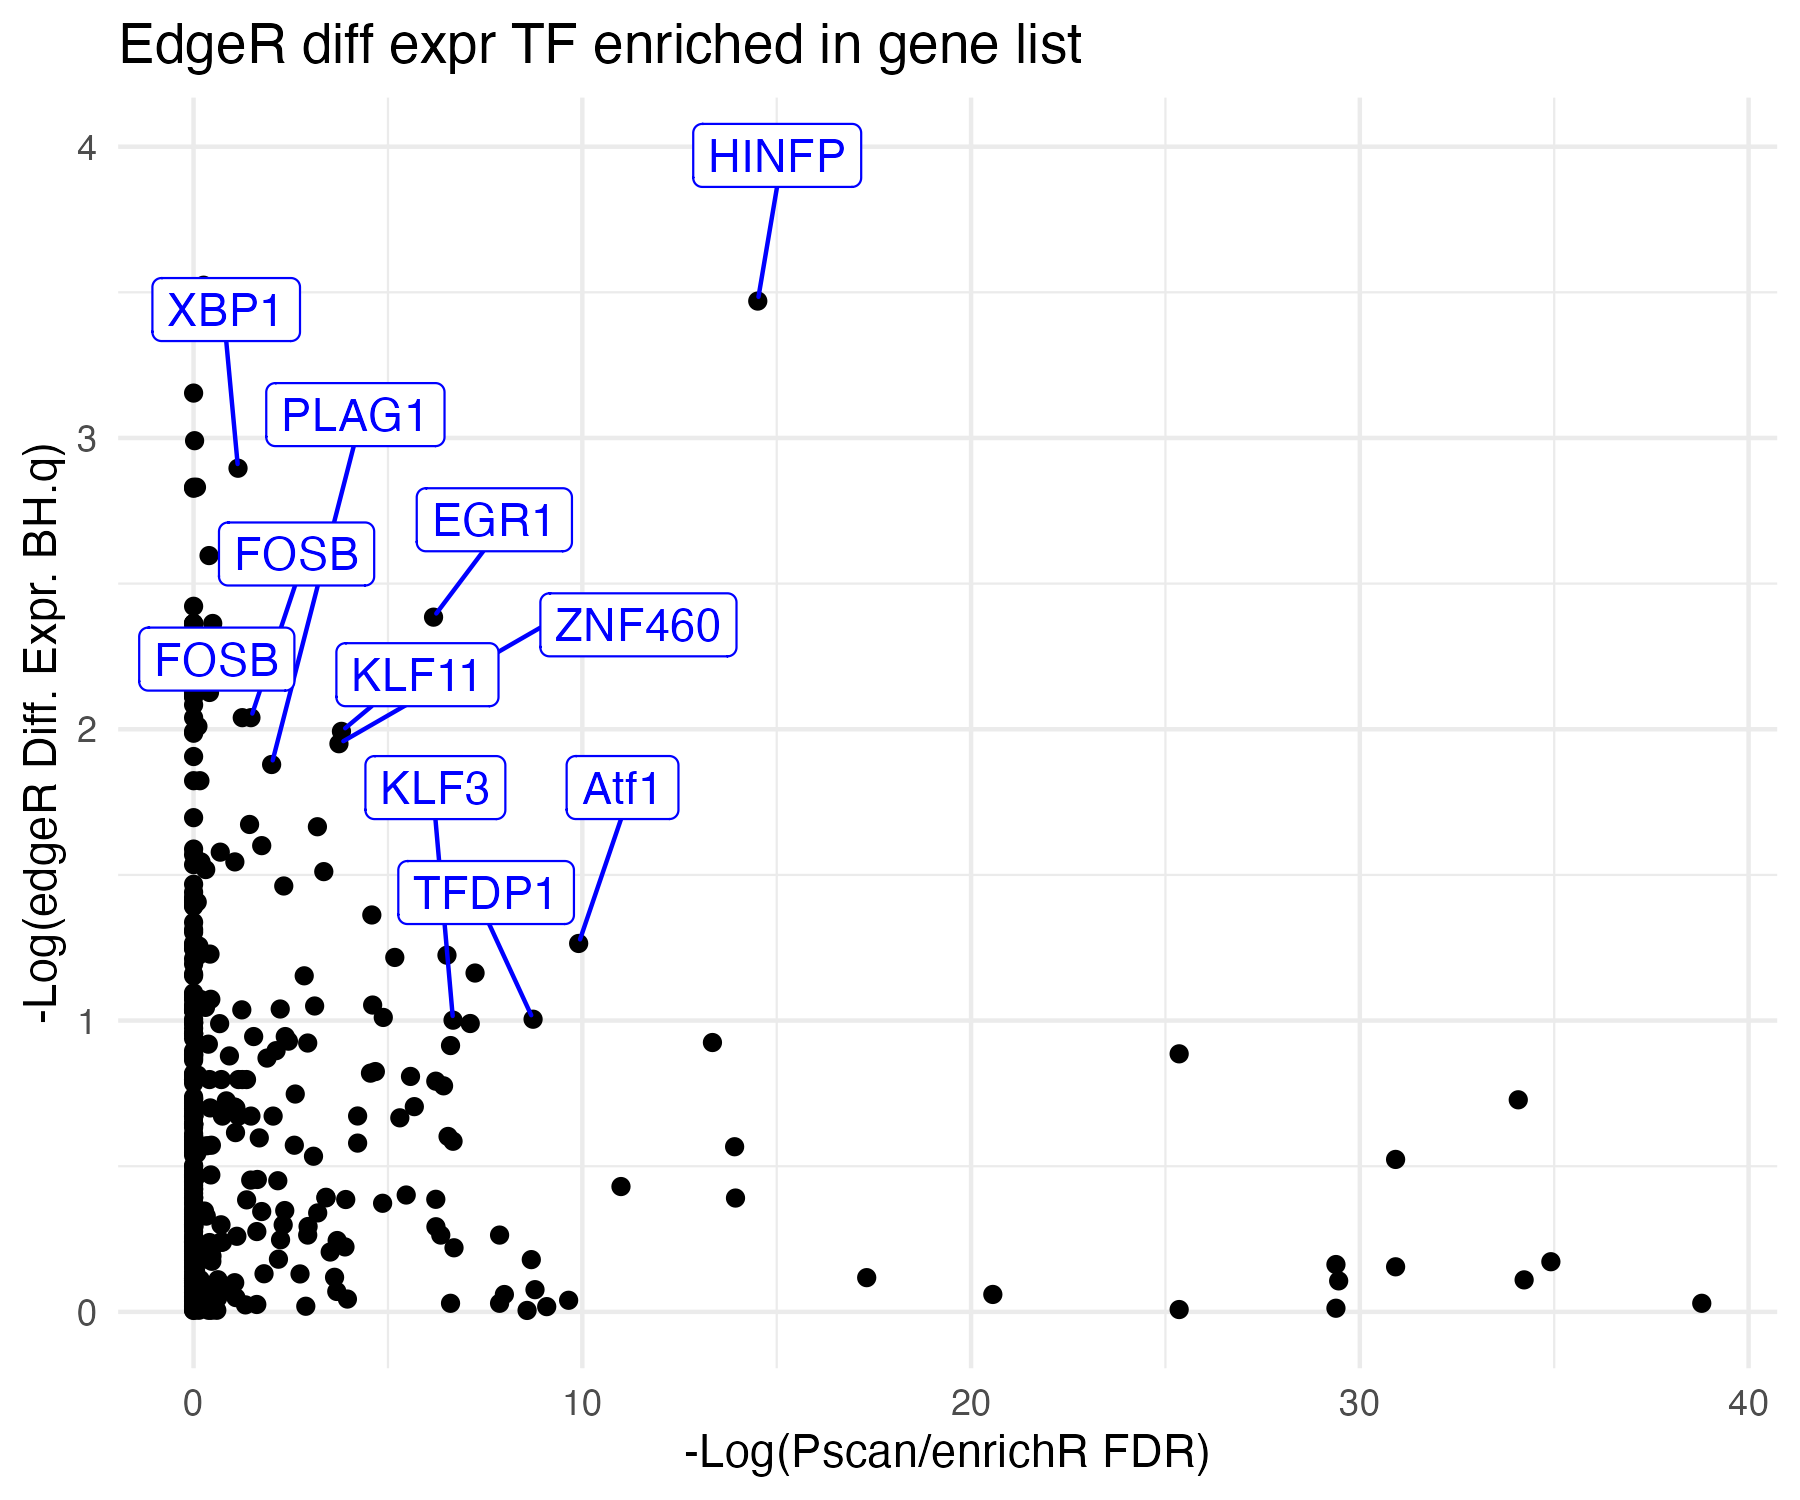 EdgeR diff expr TF enriched in gene list
HINFP
XBP1
PLAG1
EGR1
FOSB
ZNF460
FOSB
KLF11
KLF3
Atf1
TFDP1
-Log(edgeR Diff. Expr. BH.q)
4
3
2
1
0
0 10 20 30 40
-Log(Pscan/enrichR FDR)